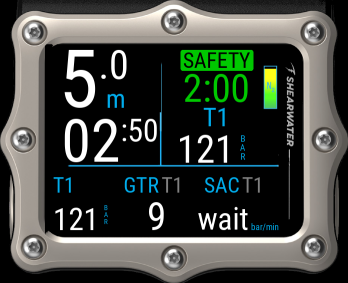 5.0 m
SAFETY
2:00
02:50
T1
121 BAR
T1 GTR T1 SAC T1
121 BAR 9 wait bar/min
N₂
SHEARWATER